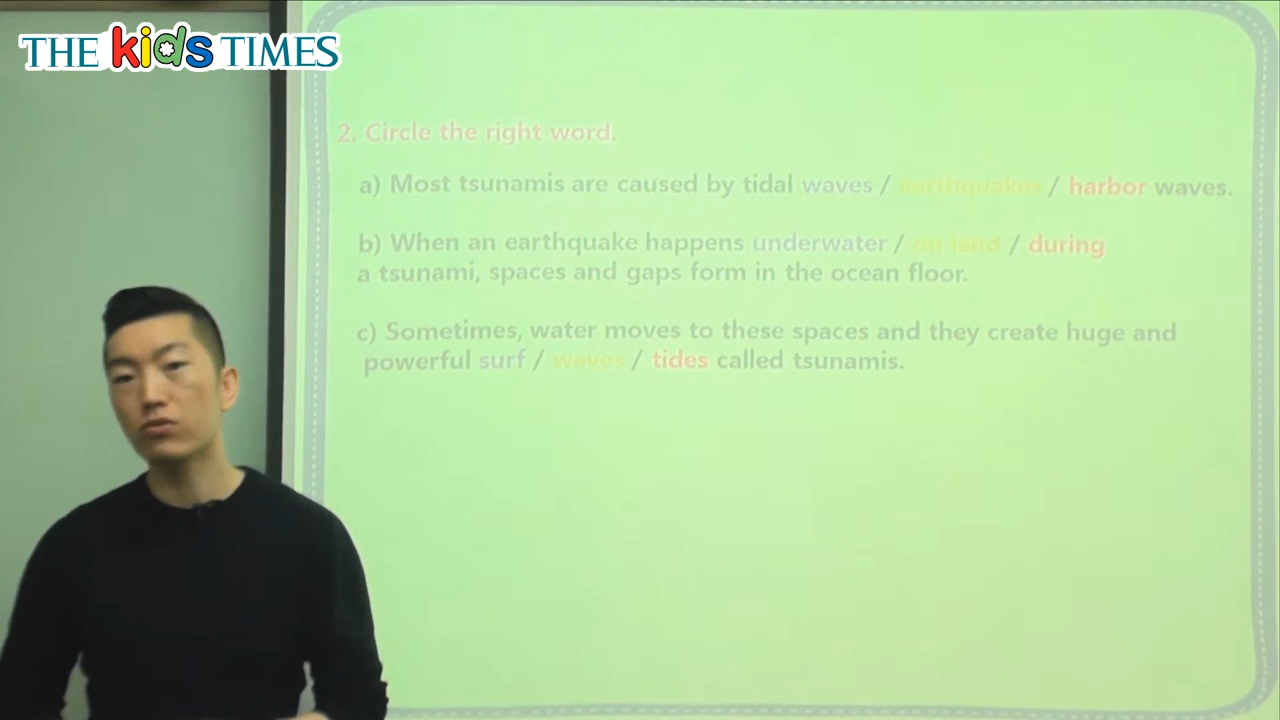 THE kids TIMES
2. Circle the right word.
a) Most tsunamis are caused by tidal waves / earthquakes / harbor waves.
b) When an earthquake happens underwater / on land / during
a tsunami, spaces and gaps form in the ocean floor.
c) Sometimes, water moves to these spaces and they create huge and
powerful surf / waves / tides called tsunamis.